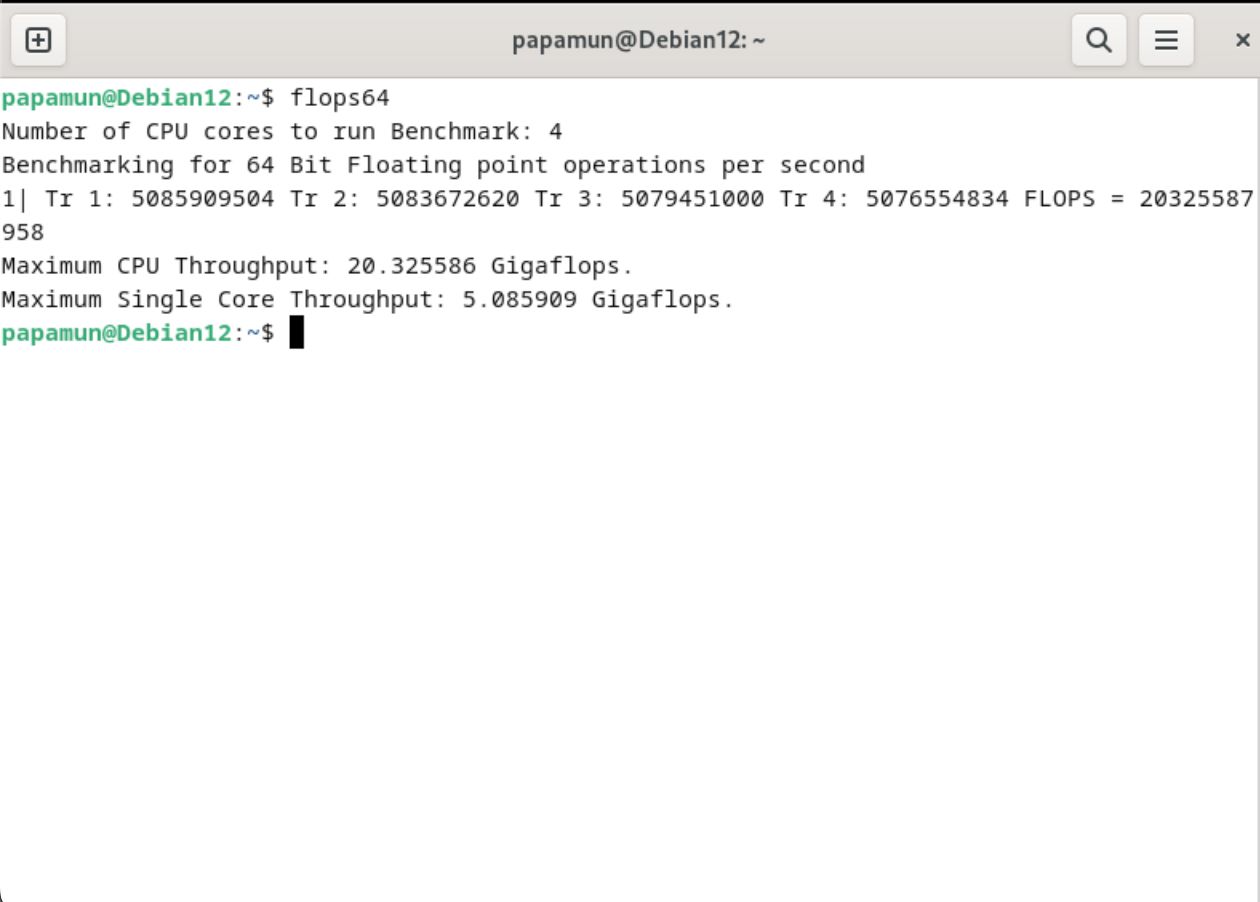 papamun@Debian12: ~
papamun@Debian12:~$ flops64
Number of CPU cores to run Benchmark: 4
Benchmarking for 64 Bit Floating point operations per second
1| Tr 1: 5085909504 Tr 2: 5083672620 Tr 3: 5079451000 Tr 4: 5076554834 FLOPS = 20325587
958
Maximum CPU Throughput: 20.325586 Gigaflops.
Maximum Single Core Throughput: 5.085909 Gigaflops.
papamun@Debian12:~$